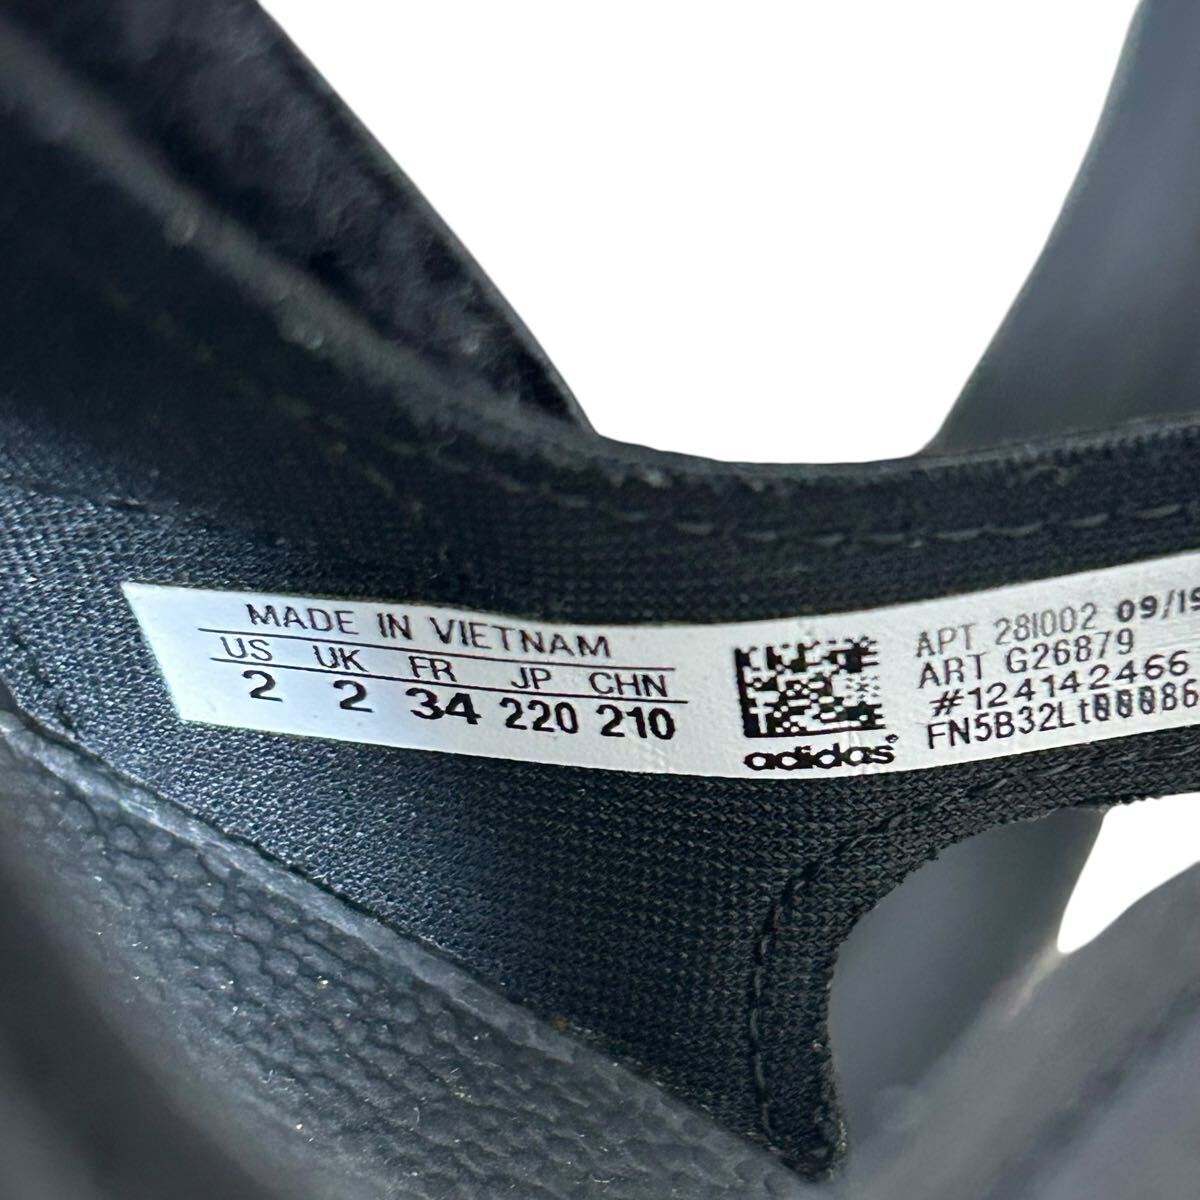 MADE IN VIETNAM
US UK FR JP CHN
2 2 34 220 210
adidas
APT 28I002 09/19
ART G26879
#124142466
FN5B32Lt00086